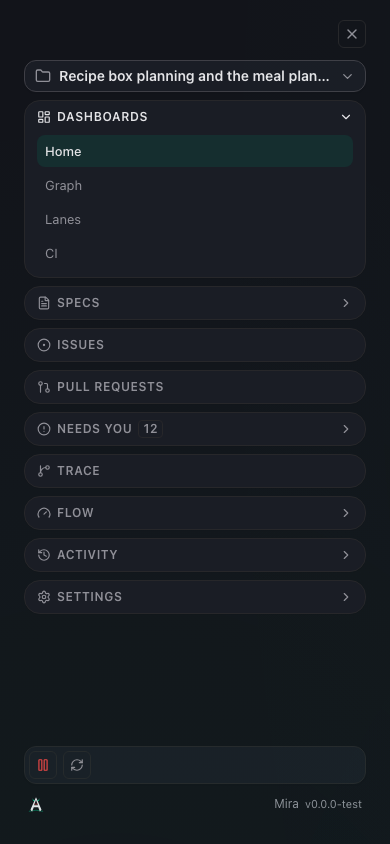 Recipe box planning and the meal plan...
DASHBOARDS
Home
Graph
Lanes
CI
SPECS
ISSUES
PULL REQUESTS
NEEDS YOU 12
TRACE
FLOW
ACTIVITY
SETTINGS
A Mira v0.0.0-test